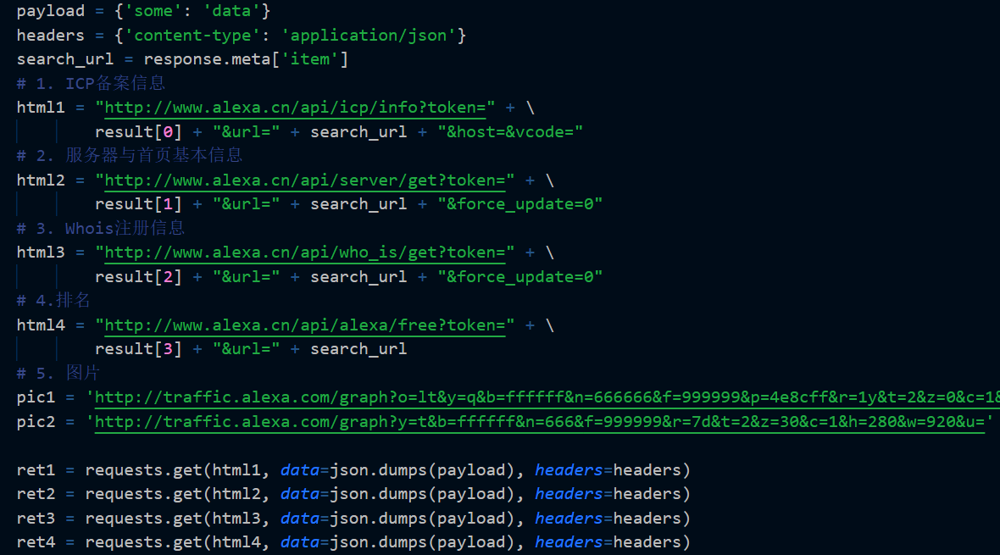 payload = {'some': 'data'}
headers = {'content-type': 'application/json'}
search_url = response.meta['item']
# 1. ICP备案信息
html1 = "http://www.alexa.cn/api/icp/info?token=" + \
result[0] + "&url=" + search_url + "&host=&vcode="
# 2. 服务器与首页基本信息
html2 = "http://www.alexa.cn/api/server/get?token=" + \
result[1] + "&url=" + search_url + "&force_update=0"
# 3. Whois注册信息
html3 = "http://www.alexa.cn/api/who_is/get?token=" + \
result[2] + "&url=" + search_url + "&force_update=0"
# 4.排名
html4 = "http://www.alexa.cn/api/alexa/free?token=" + \
result[3] + "&url=" + search_url
# 5. 图片
pic1 = 'http://traffic.alexa.com/graph?o=lt&y=q&b=ffffff&n=666666&f=999999&p=4e8cff&r=1y&t=2&z=0&c=1&
pic2 = 'http://traffic.alexa.com/graph?y=t&b=ffffff&n=666&f=999999&r=7d&t=2&z=30&c=1&h=280&w=920&u='
ret1 = requests.get(html1, data=json.dumps(payload), headers=headers)
ret2 = requests.get(html2, data=json.dumps(payload), headers=headers)
ret3 = requests.get(html3, data=json.dumps(payload), headers=headers)
ret4 = requests.get(html4, data=json.dumps(payload), headers=headers)